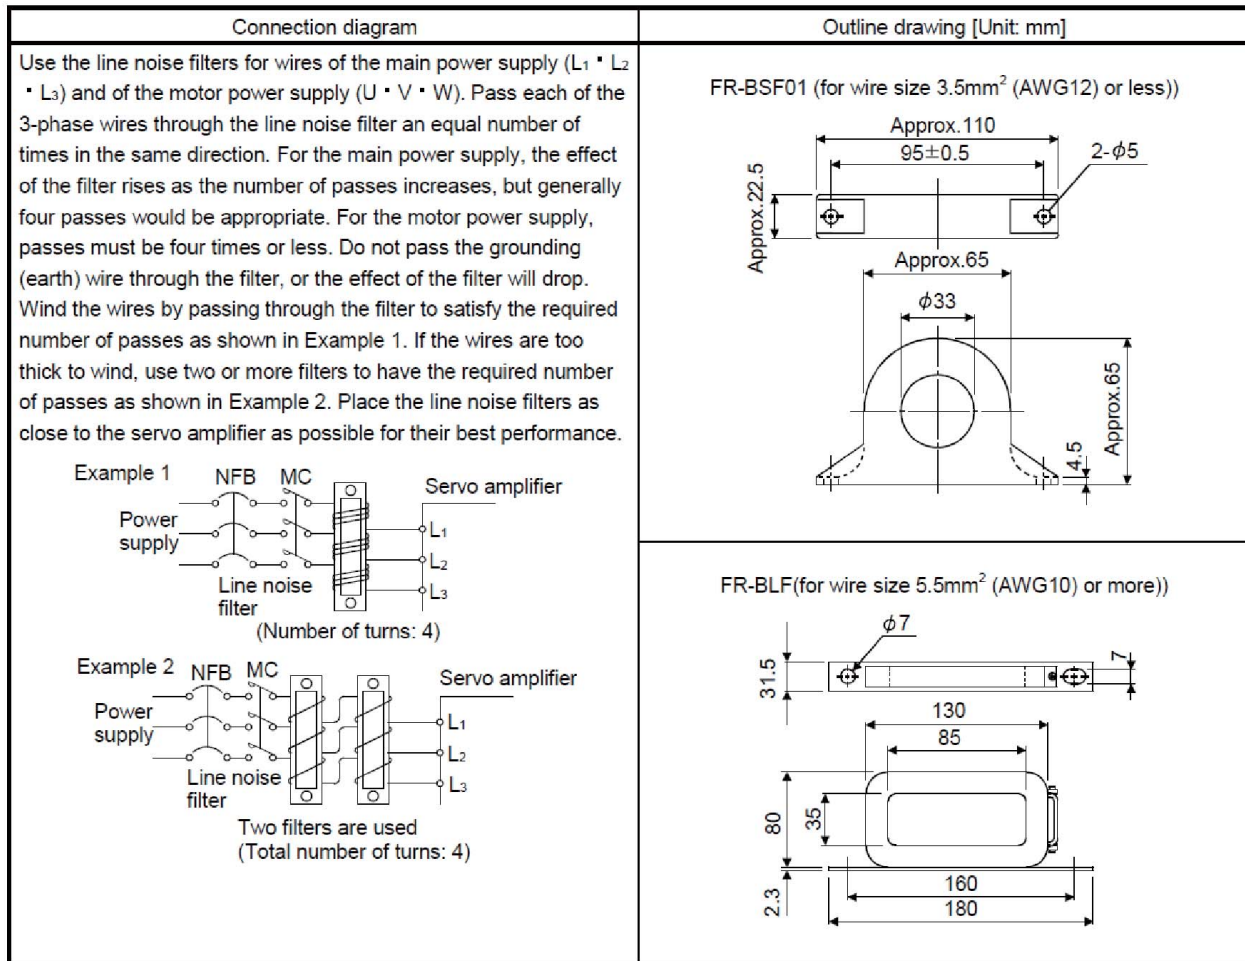 Connection diagram
Outline drawing [Unit: mm]
Use the line noise filters for wires of the main power supply (L1・L2
・L3) and of the motor power supply (U・V・W). Pass each of the
3-phase wires through the line noise filter an equal number of
times in the same direction. For the main power supply, the effect
of the filter rises as the number of passes increases, but generally
four passes would be appropriate. For the motor power supply,
passes must be four times or less. Do not pass the grounding
(earth) wire through the filter, or the effect of the filter will drop.
Wind the wires by passing through the filter to satisfy the required
number of passes as shown in Example 1. If the wires are too
thick to wind, use two or more filters to have the required number
of passes as shown in Example 2. Place the line noise filters as
close to the servo amplifier as possible for their best performance.
Example 1
NFB
MC
Servo amplifier
Power
supply
L1
L2
L3
Line noise
filter
(Number of turns: 4)
Example 2
NFB
MC
Servo amplifier
Power
supply
L1
L2
L3
Line noise
filter
Two filters are used
(Total number of turns: 4)
FR-BSF01 (for wire size 3.5mm² (AWG12) or less))
Approx.110
95±0.5
2-ϕ5
Approx.22.5
Approx.65
ϕ33
Approx.65
4.5
FR-BLF(for wire size 5.5mm² (AWG10) or more))
ϕ7
31.5
7
130
85
80
35
2.3
160
180